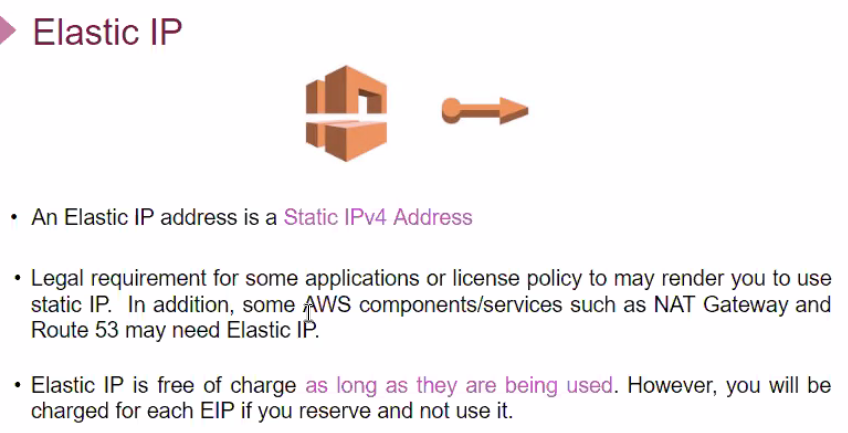 Elastic IP
• An Elastic IP address is a Static IPv4 Address
• Legal requirement for some applications or license policy to may render you to use
static IP. In addition, some AWS components/services such as NAT Gateway and
Route 53 may need Elastic IP.
• Elastic IP is free of charge as long as they are being used. However, you will be
charged for each EIP if you reserve and not use it.